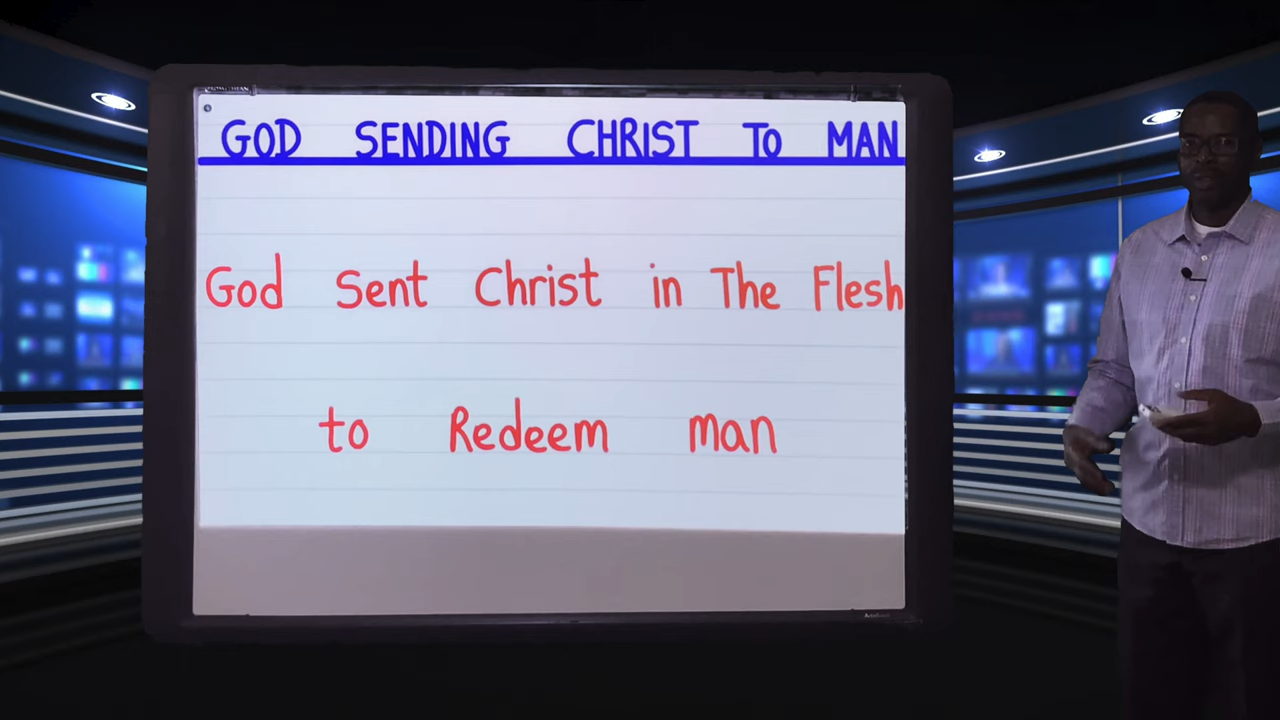 GOD SENDING CHRIST TO MAN
God Sent Christ in The Flesh
to Redeem man